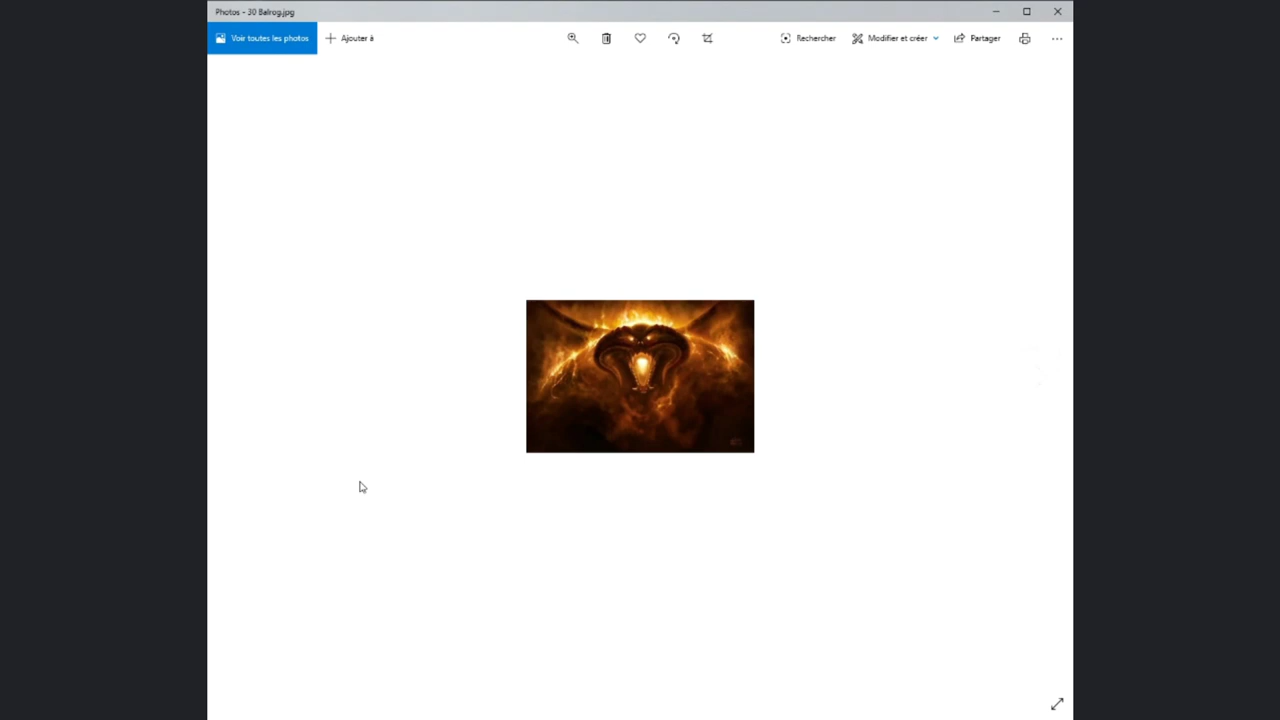 Photos - 30 Balrog.jpg
Voir toutes les photos
Ajouter à
Rechercher
Modifier et créer
Partager